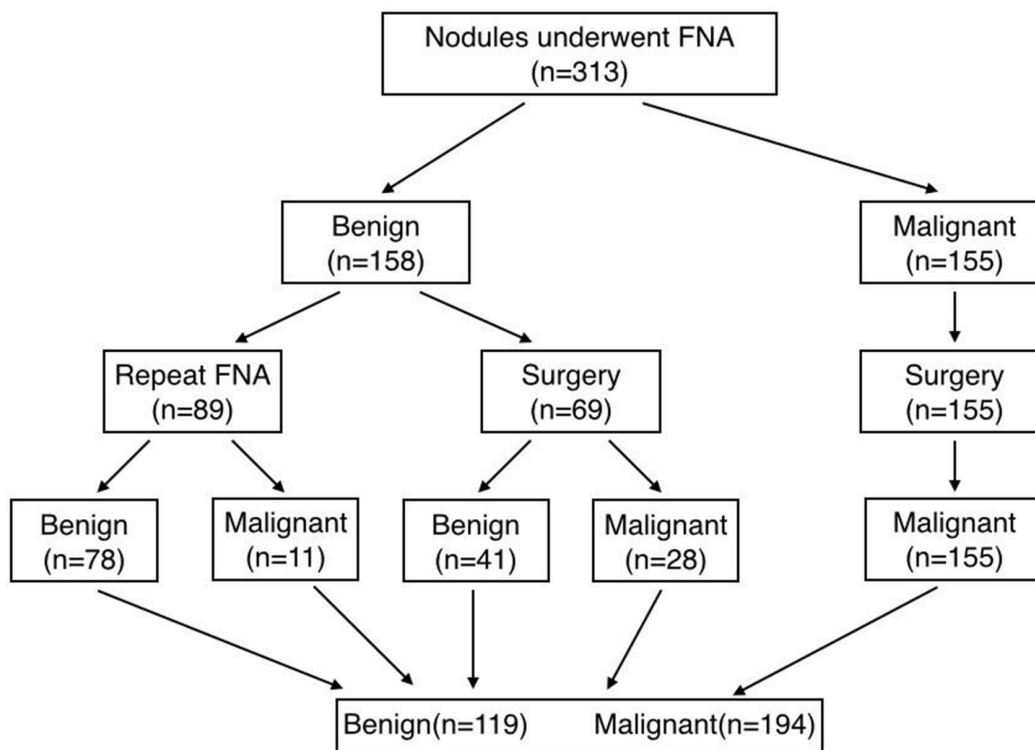 Nodules underwent FNA
(n=313)
Benign
(n=158)
Malignant
(n=155)
Repeat FNA
(n=89)
Surgery
(n=69)
Surgery
(n=155)
Benign
(n=78)
Malignant
(n=11)
Benign
(n=41)
Malignant
(n=28)
Malignant
(n=155)
Benign(n=119) Malignant(n=194)